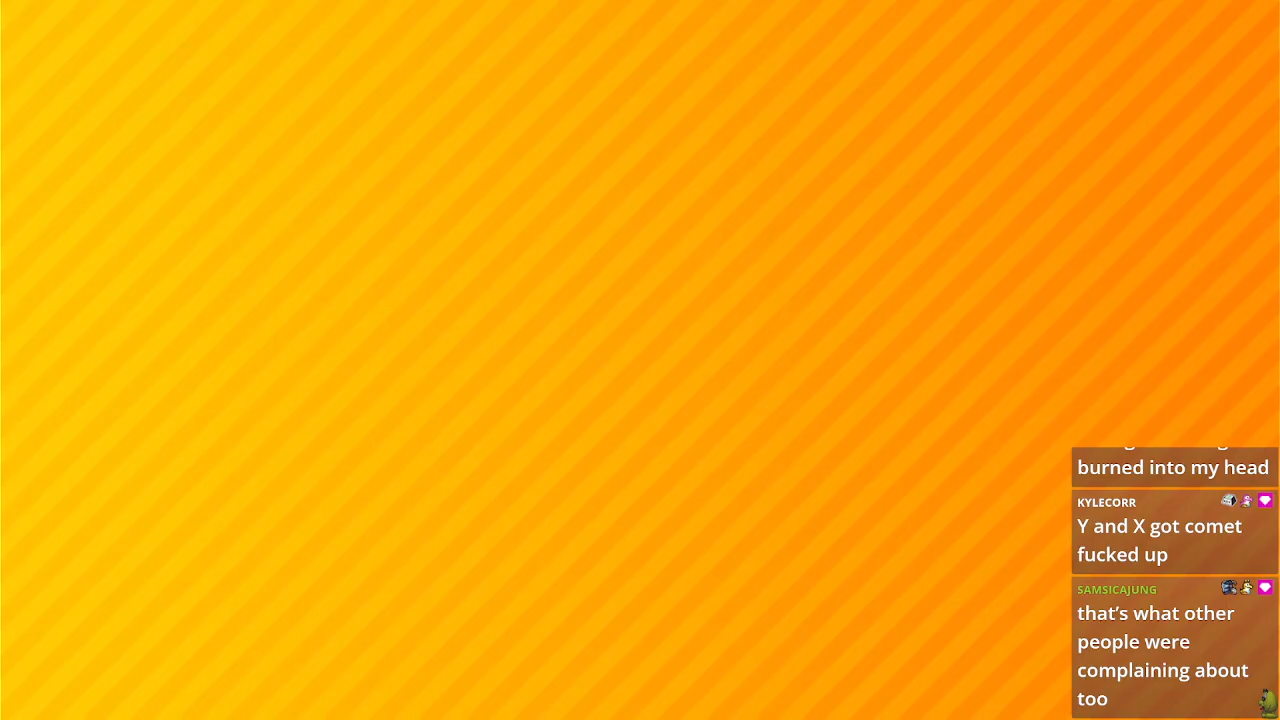 burned into my head
KYLECORR
Y and X got comet
fucked up
SAMSICAJUNG
that's what other
people were
complaining about
too